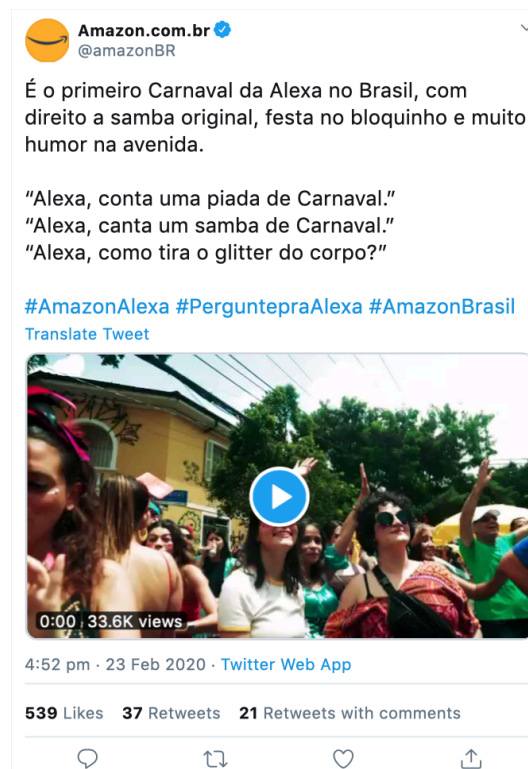 Amazon.com.br
@amazonBR
É o primeiro Carnaval da Alexa no Brasil, com
direito a samba original, festa no bloquinho e muito
humor na avenida.
“Alexa, conta uma piada de Carnaval.”
“Alexa, canta um samba de Carnaval.”
“Alexa, como tira o glitter do corpo?”
#AmazonAlexa #PerguntepraAlexa #AmazonBrasil
Translate Tweet
0:00 33.6K views
4:52 pm · 23 Feb 2020 · Twitter Web App
539 Likes 37 Retweets 21 Retweets with comments